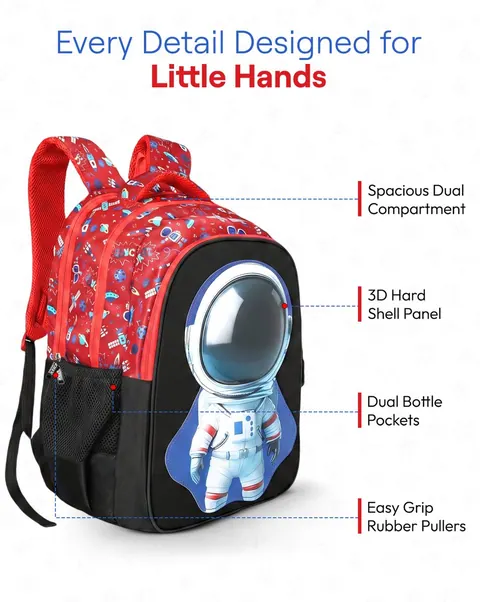 Every Detail Designed for
Little Hands
Spacious Dual
Compartment
3D Hard
Shell Panel
Dual Bottle
Pockets
Easy Grip
Rubber Pullers